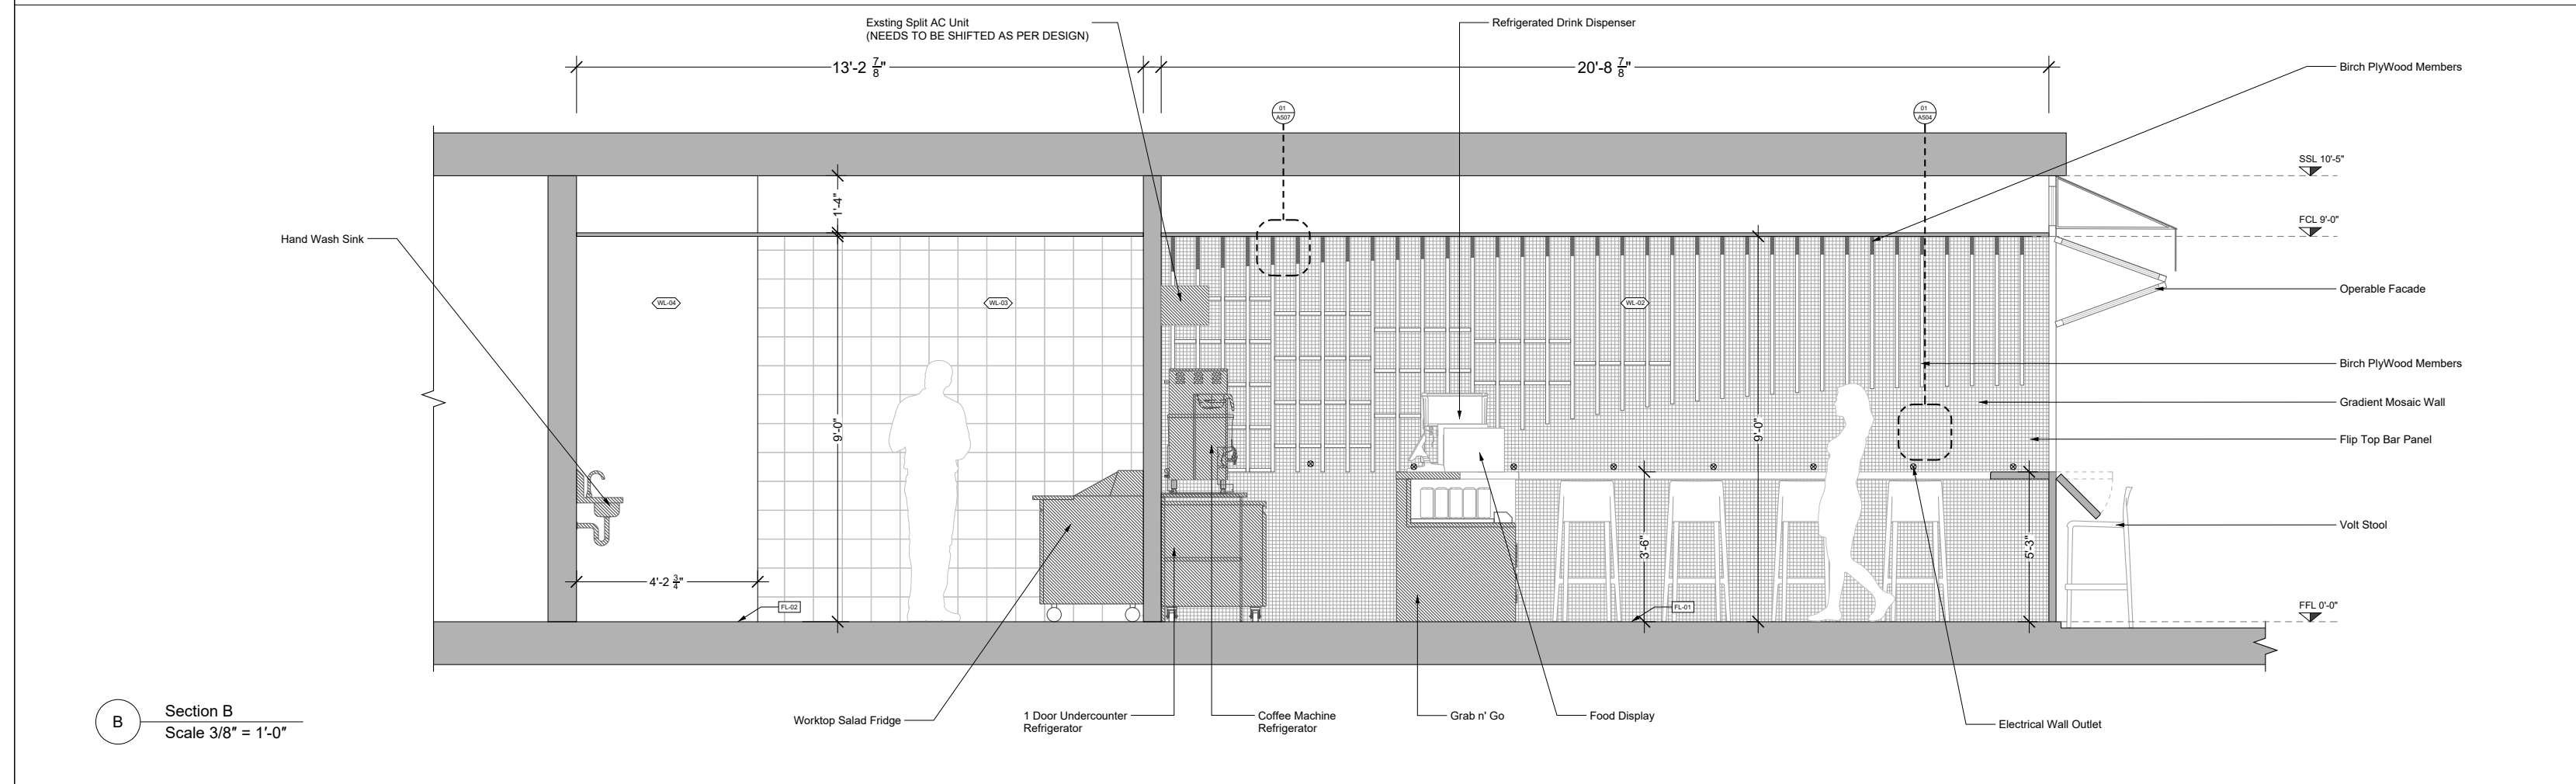 Exsting Split AC Unit
(NEEDS TO BE SHIFTED AS PER DESIGN)
Refrigerated Drink Dispenser
13'-2 7/8"
20'-8 7/8"
Birch PlyWood Members
01
A507
01
A504
SSL 10'-5"
1'-4"
FCL 9'-0"
Hand Wash Sink
Operable Facade
WL-04
WL-03
WL-02
Birch PlyWood Members
Gradient Mosaic Wall
9'-0"
9'-0"
Flip Top Bar Panel
Volt Stool
3'-6"
5'-3"
4'-2 3/4"
FL-02
FL-01
FFL 0'-0"
B
Section B
Scale 3/8" = 1'-0"
Worktop Salad Fridge
1 Door Undercounter
Refrigerator
Coffee Machine
Refrigerator
Grab n' Go
Food Display
Electrical Wall Outlet